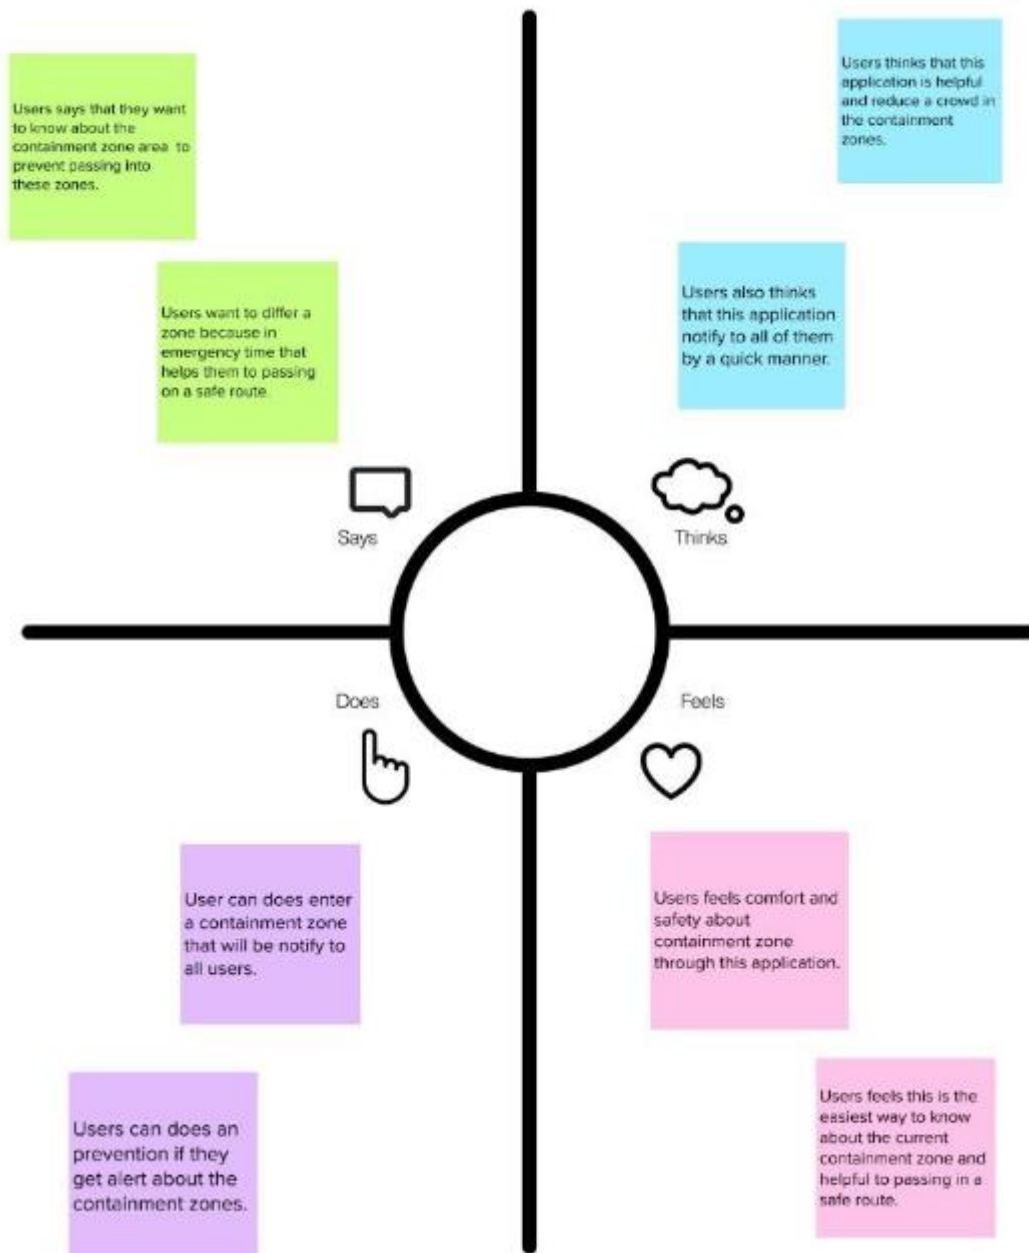 Users says that they want
to know about the
containment zone area to
prevent passing into
these zones.
Users want to differ a
zone because in
emergency time that
helps them to passing
on a safe route.
Says
Users thinks that this
application is helpful
and reduce a crowd in
the containment
zones.
Users also thinks
that this application
notify to all of them
by a quick manner.
Thinks
Does
User can does enter
a containment zone
that will be notify to
all users.
Users can does an
prevention if they
get alert about the
containment zones.
Feels
Users feels comfort and
safety about
containment zone
through this application.
Users feels this is the
easiest way to know
about the current
containment zone and
helpful to passing in a
safe route.